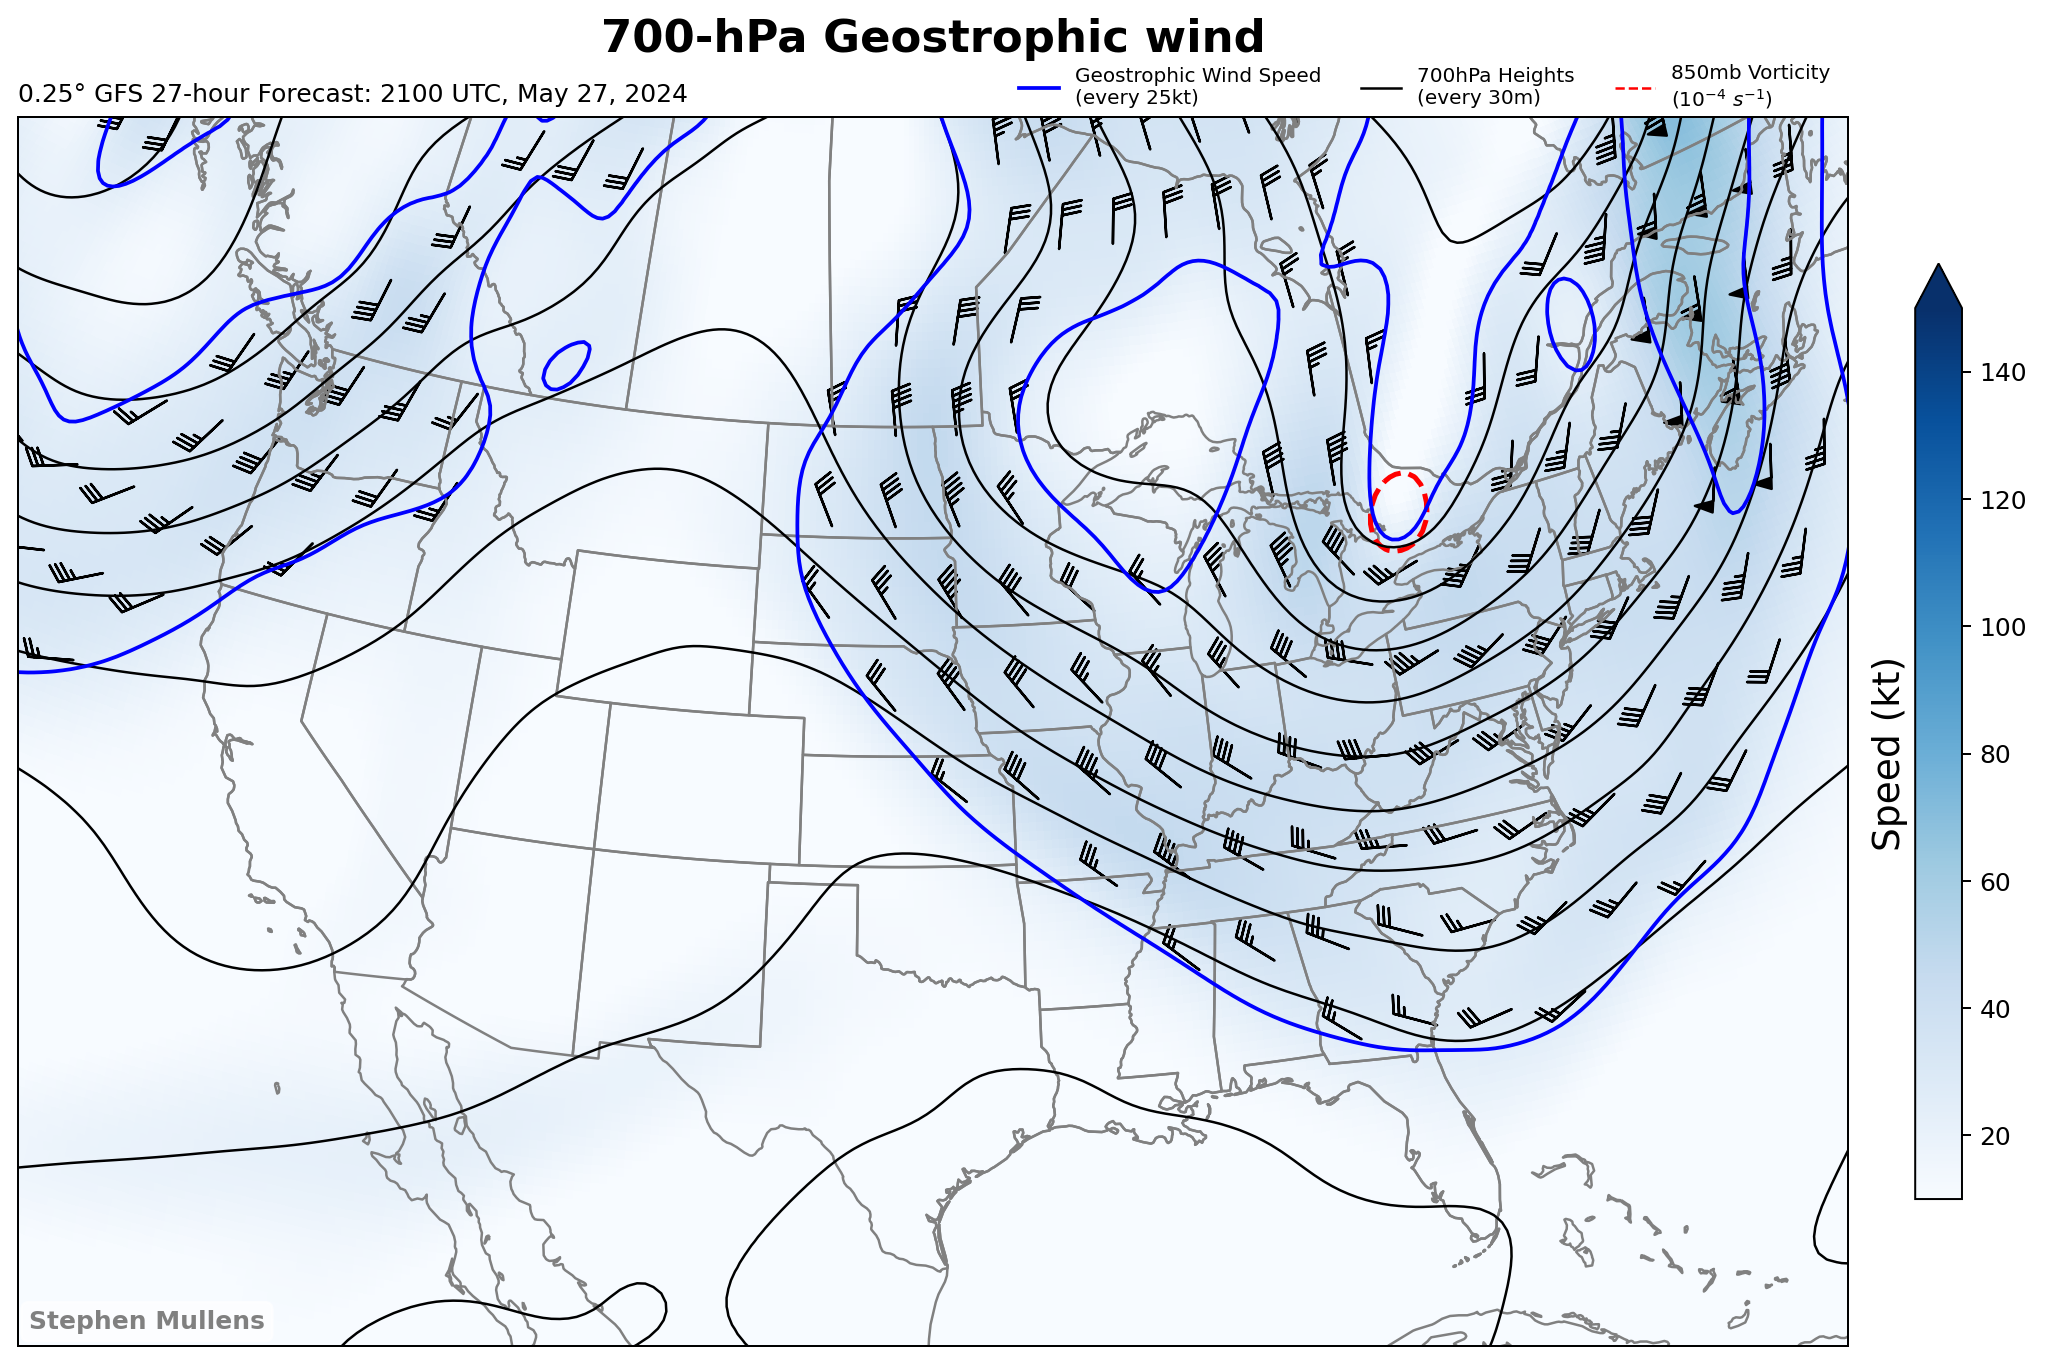 700-hPa Geostrophic wind
0.25° GFS 27-hour Forecast: 2100 UTC, May 27, 2024
Geostrophic Wind Speed
(every 25kt)
700hPa Heights
(every 30m)
850mb Vorticity
(10⁻⁴ s⁻¹)
140
120
100
80
60
40
20
Speed (kt)
Stephen Mullens